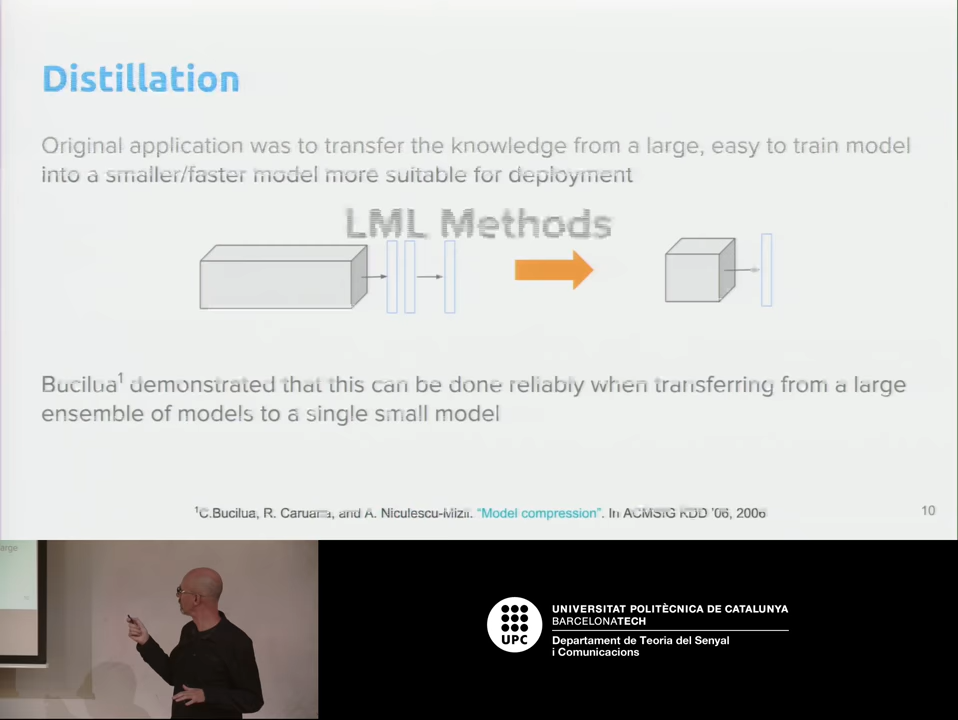 Distillation
Original application was to transfer the knowledge from a large, easy to train model
into a smaller/faster model more suitable for deployment
LML Methods
Bucilua¹ demonstrated that this can be done reliably when transferring from a large
ensemble of models to a single small model
¹C.Bucilua, R. Caruana, and A. Niculescu-Mizil. “Model compression”. In ACMSIG KDD '06, 2006
10
large
UPC
UNIVERSITAT POLITÈCNICA DE CATALUNYA
BARCELONATECH
Departament de Teoria del Senyal
i Comunicacions